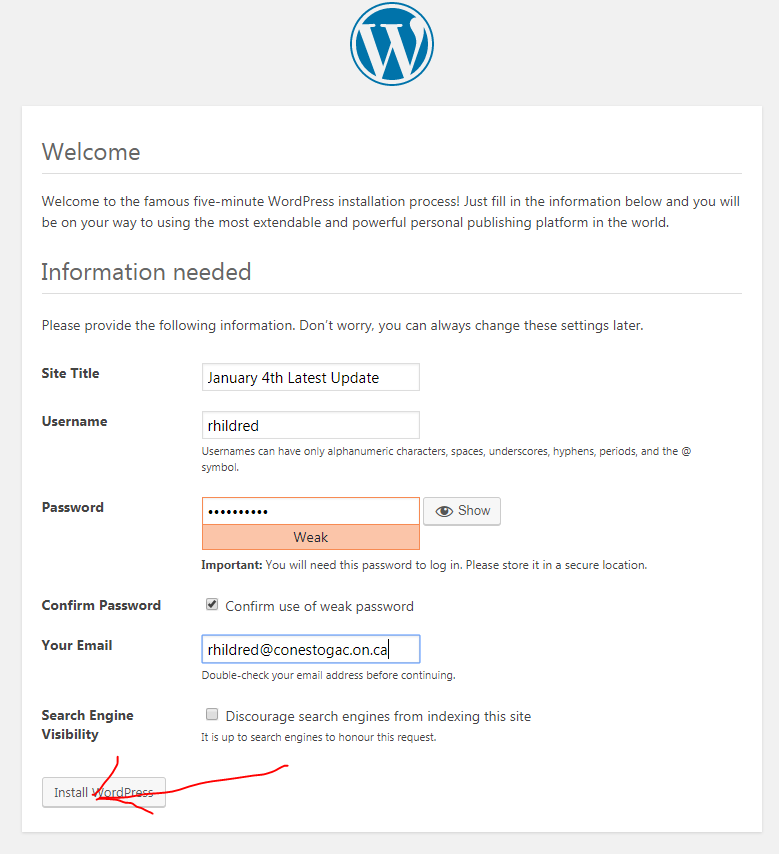 Welcome
Welcome to the famous five-minute WordPress installation process! Just fill in the information below and you will
be on your way to using the most extendable and powerful personal publishing platform in the world.
Information needed
Please provide the following information. Don’t worry, you can always change these settings later.
Site Title
January 4th Latest Update
Username
rhildred
Usernames can have only alphanumeric characters, spaces, underscores, hyphens, periods, and the @
symbol.
Password
••••••••••
Show
Weak
Important: You will need this password to log in. Please store it in a secure location.
Confirm Password
Confirm use of weak password
Your Email
rhildred@conestogac.on.ca
Double-check your email address before continuing.
Search Engine
Visibility
Discourage search engines from indexing this site
It is up to search engines to honour this request.
Install WordPress